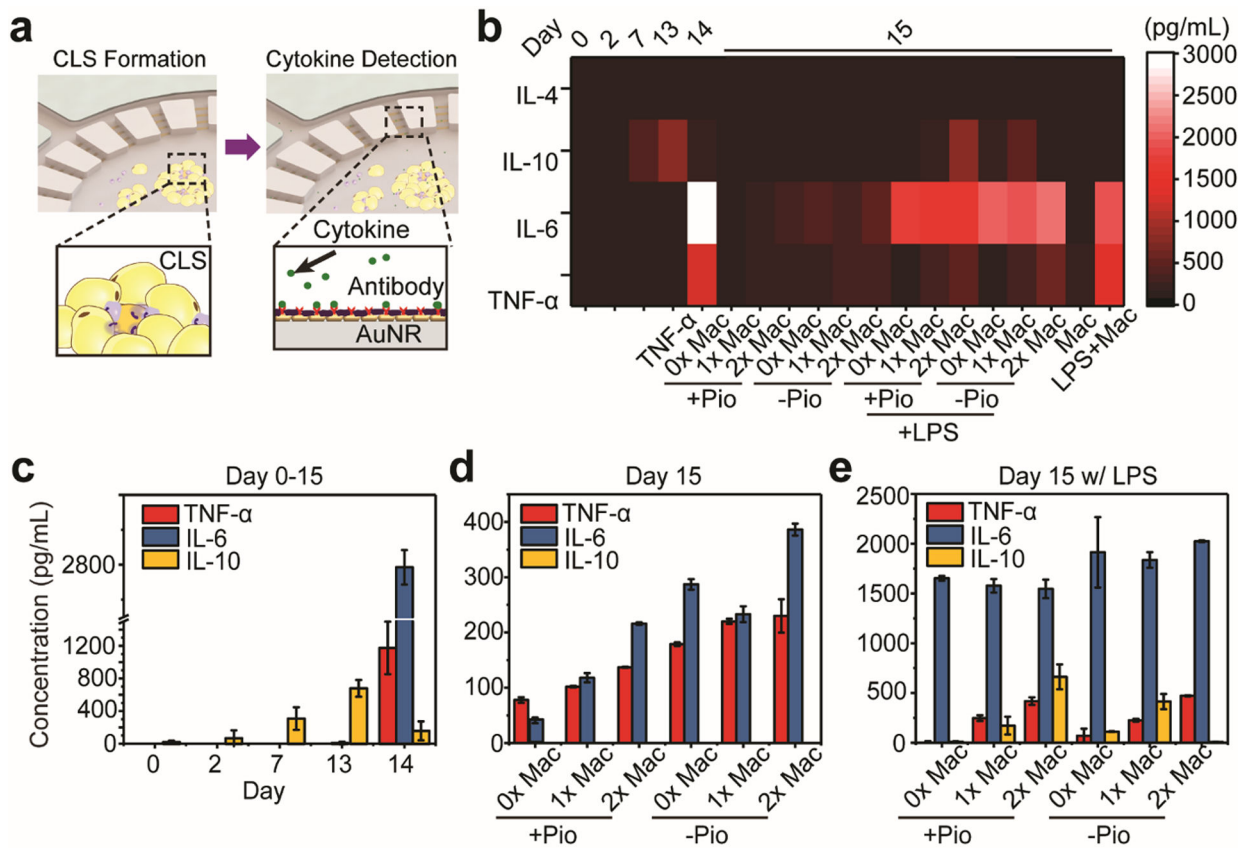 a
CLS Formation
Cytokine Detection
CLS
Cytokine
Antibody
AuNR
b
Day
0 2 7 13 14 15
(pg/mL)
IL-4
IL-10
IL-6
TNF-α
3000
2500
2000
1500
1000
500
0
TNF-α 0x Mac 1x Mac 2x Mac 0x Mac 1x Mac 2x Mac 0x Mac 1x Mac 2x Mac 0x Mac 1x Mac 2x Mac Mac LPS+Mac
+Pio -Pio +Pio -Pio
+LPS
c
Day 0-15
TNF-α
IL-6
IL-10
Concentration (pg/mL)
2800
1200
800
400
0
0 2 7 13 14
Day
d
Day 15
TNF-α
IL-6
IL-10
400
300
200
100
0
0x Mac 1x Mac 2x Mac 0x Mac 1x Mac 2x Mac
+Pio -Pio
e
Day 15 w/ LPS
TNF-α
IL-6
IL-10
2500
2000
1500
1000
500
0
0x Mac 1x Mac 2x Mac 0x Mac 1x Mac 2x Mac
+Pio -Pio